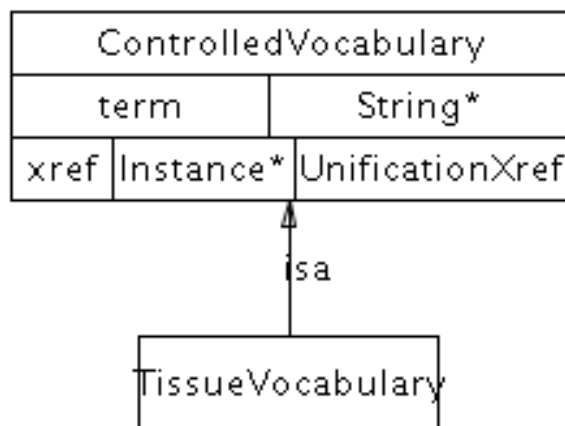 ControlledVocabulary
term String*
xref Instance* UnificationXref
isa
TissueVocabulary